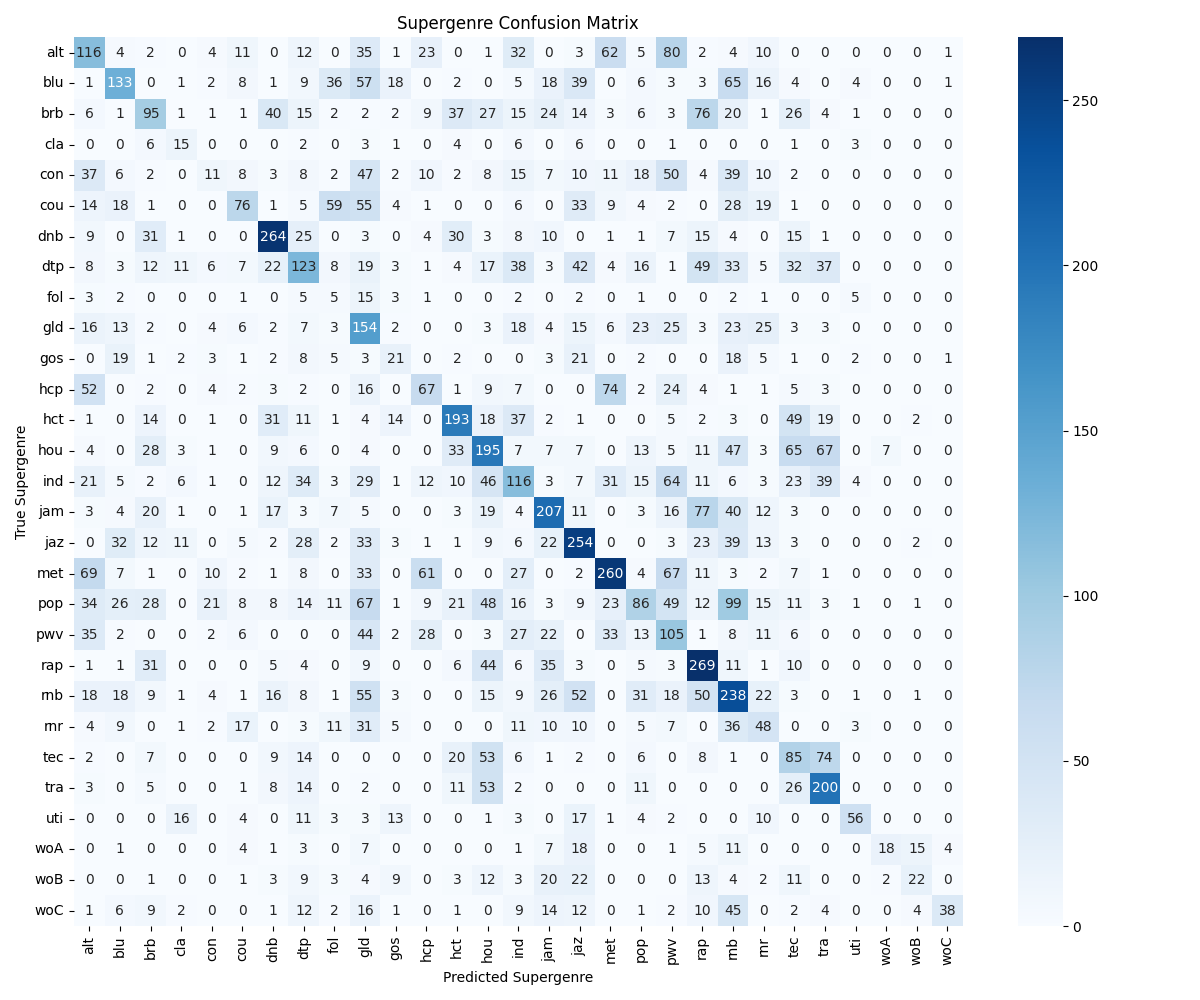 Supergenre Confusion Matrix
True Supergenre
alt 116 4 2 0 4 11 0 12 0 35 1 23 0 1 32 0 3 62 5 80 2 4 10 0 0 0 0 0 1
blu 1 133 0 1 2 8 1 9 36 57 18 0 2 0 5 18 39 0 6 3 3 65 16 4 0 4 0 0 1
brb 6 1 95 1 1 1 40 15 2 2 2 9 37 27 15 24 14 3 6 3 76 20 1 26 4 1 0 0 0
cla 0 0 6 15 0 0 0 2 0 3 1 0 4 0 6 0 6 0 0 1 0 0 0 1 0 3 0 0 0
con 37 6 2 0 11 8 3 8 2 47 2 10 2 8 15 7 10 11 18 50 4 39 10 2 0 0 0 0 0
cou 14 18 1 0 0 76 1 5 59 55 4 1 0 0 6 0 33 9 4 2 0 28 19 1 0 0 0 0 0
dnb 9 0 31 1 0 0 264 25 0 3 0 4 30 3 8 10 0 1 1 7 15 4 0 15 1 0 0 0 0
dtp 8 3 12 11 6 7 22 123 8 19 3 1 4 17 38 3 42 4 16 1 49 33 5 32 37 0 0 0 0
fol 3 2 0 0 0 1 0 5 5 15 3 1 0 0 2 0 2 0 1 0 0 2 1 0 0 5 0 0 0
gld 16 13 2 0 4 6 2 7 3 154 2 0 0 3 18 4 15 6 23 25 3 23 25 3 3 0 0 0 0
gos 0 19 1 2 3 1 2 8 5 3 21 0 2 0 0 3 21 0 2 0 0 18 5 1 0 2 0 0 1
hcp 52 0 2 0 4 2 3 2 0 16 0 67 1 9 7 0 0 74 2 24 4 1 1 5 3 0 0 0 0
hct 1 0 14 0 1 0 31 11 1 4 14 0 193 18 37 2 1 0 0 5 2 3 0 49 19 0 0 2 0
hou 4 0 28 3 1 0 9 6 0 4 0 0 33 195 7 7 7 0 13 5 11 47 3 65 67 0 7 0 0
ind 21 5 2 6 1 0 12 34 3 29 1 12 10 46 116 3 7 31 15 64 11 6 3 23 39 4 0 0 0
jam 3 4 20 1 0 1 17 3 7 5 0 0 3 19 4 207 11 0 3 16 77 40 12 3 0 0 0 0 0
jaz 0 32 12 11 0 5 2 28 2 33 3 1 1 9 6 22 254 0 0 3 23 39 13 3 0 0 0 2 0
met 69 7 1 0 10 2 1 8 0 33 0 61 0 0 27 0 2 260 4 67 11 3 2 7 1 0 0 0 0
pop 34 26 28 0 21 8 8 14 11 67 1 9 21 48 16 3 9 23 86 49 12 99 15 11 3 1 0 1 0
pwv 35 2 0 0 2 6 0 0 0 44 2 28 0 3 27 22 0 33 13 105 1 8 11 6 0 0 0 0 0
rap 1 1 31 0 0 0 5 4 0 9 0 0 6 44 6 35 3 0 5 3 269 11 1 10 0 0 0 0 0
rnb 18 18 9 1 4 1 16 8 1 55 3 0 0 15 9 26 52 0 31 18 50 238 22 3 0 1 0 1 0
rnr 4 9 0 1 2 17 0 3 11 31 5 0 0 0 11 10 10 0 5 7 0 36 48 0 0 3 0 0 0
tec 2 0 7 0 0 0 9 14 0 0 0 0 20 53 6 1 2 0 6 0 8 1 0 85 74 0 0 0 0
tra 3 0 5 0 0 1 8 14 0 2 0 0 11 53 2 0 0 0 11 0 0 0 0 26 200 0 0 0 0
uti 0 0 0 16 0 4 0 11 3 3 13 0 0 1 3 0 17 1 4 2 0 0 10 0 0 56 0 0 0
woA 0 1 0 0 0 4 1 3 0 7 0 0 0 0 1 7 18 0 0 1 5 11 0 0 0 0 18 15 4
woB 0 0 1 0 0 1 3 9 3 4 9 0 3 12 3 20 22 0 0 0 13 4 2 11 0 0 2 22 0
woC 1 6 9 2 0 0 1 12 2 16 1 0 1 0 9 14 12 0 1 2 10 45 0 2 4 0 0 4 38
alt blu brb cla con cou dnb dtp fol gld gos hcp hct hou ind jam jaz met pop pwv rap rnb rnr tec tra uti woA woB woC
Predicted Supergenre
250
200
150
100
50
0